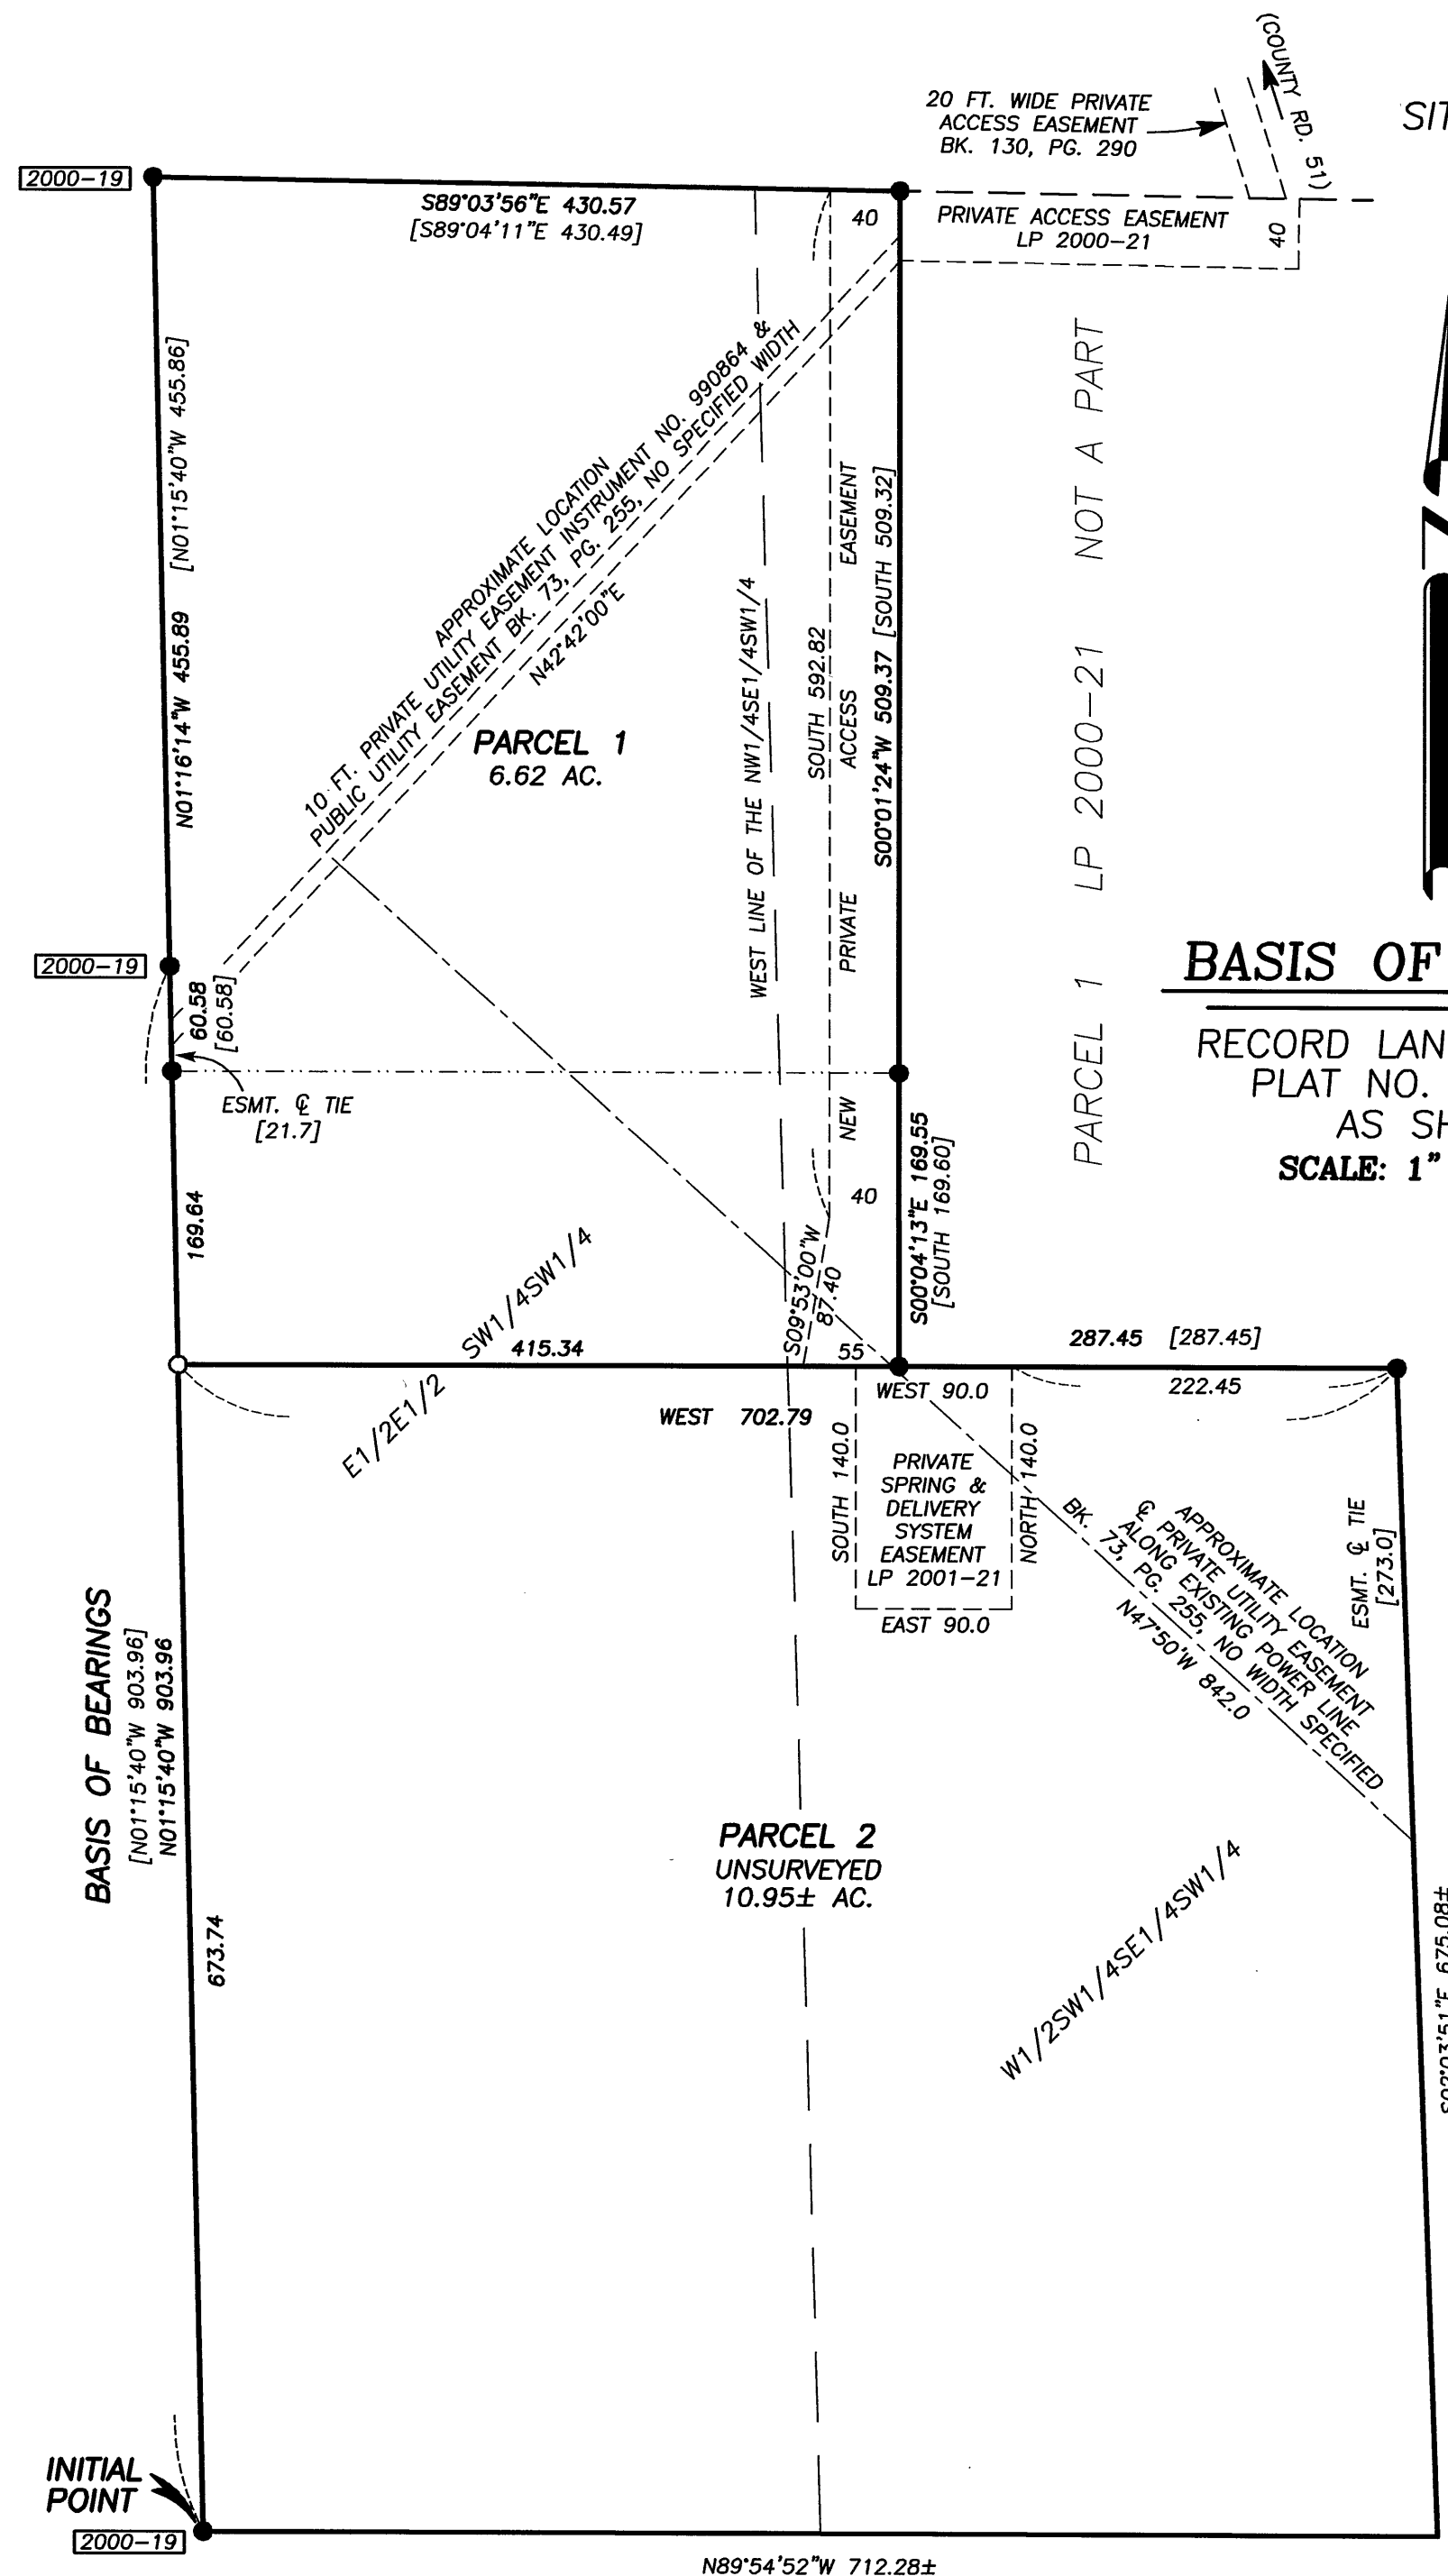 (COUNTY RD. 51)
20 FT. WIDE PRIVATE
ACCESS EASEMENT
BK. 130, PG. 290
SIT
2000-19
S89°03'56"E 430.57
[S89°04'11"E 430.49]
40
PRIVATE ACCESS EASEMENT
LP 2000-21
40
N01°16'14"W 455.89 [N01°15'40"W 455.86]
APPROXIMATE LOCATION
10 FT. PRIVATE UTILITY EASEMENT INSTRUMENT NO. 990864 &
PUBLIC UTILITY EASEMENT BK. 73, PG. 255, NO SPECIFIED WIDTH
N42°42'00"E
PARCEL 1
6.62 AC.
WEST LINE OF THE NW1/4SE1/4SW1/4
SOUTH 592.82
NEW PRIVATE ACCESS EASEMENT
S00°01'24"W 509.37 [SOUTH 509.32]
PARCEL 1 LP 2000-21 NOT A PART
BASIS OF
RECORD LAN
PLAT NO.
AS SH
SCALE: 1"
2000-19
60.58
[60.58]
ESMT. ℄ TIE
[21.7]
169.64
40
S00°04'13"E 169.55
[SOUTH 169.60]
S09°53'00"W
87.40
SW1/4SW1/4
E1/2E1/2
415.34
55
287.45 [287.45]
WEST 90.0
222.45
WEST 702.79
SOUTH 140.0
PRIVATE
SPRING &
DELIVERY
SYSTEM
EASEMENT
LP 2001-21
NORTH 140.0
EAST 90.0
APPROXIMATE LOCATION
℄ PRIVATE UTILITY EASEMENT
ALONG EXISTING POWER LINE
BK. 73, PG. 255, NO WIDTH SPECIFIED
N47°50'W 842.0
ESMT. ℄ TIE
[273.0]
BASIS OF BEARINGS
[N01°15'40"W 903.96]
N01°15'40"W 903.96
673.74
PARCEL 2
UNSURVEYED
10.95± AC.
W1/2SW1/4SE1/4SW1/4
S02°03'51"E 675.08±
INITIAL
POINT
2000-19
N89°54'52"W 712.28±